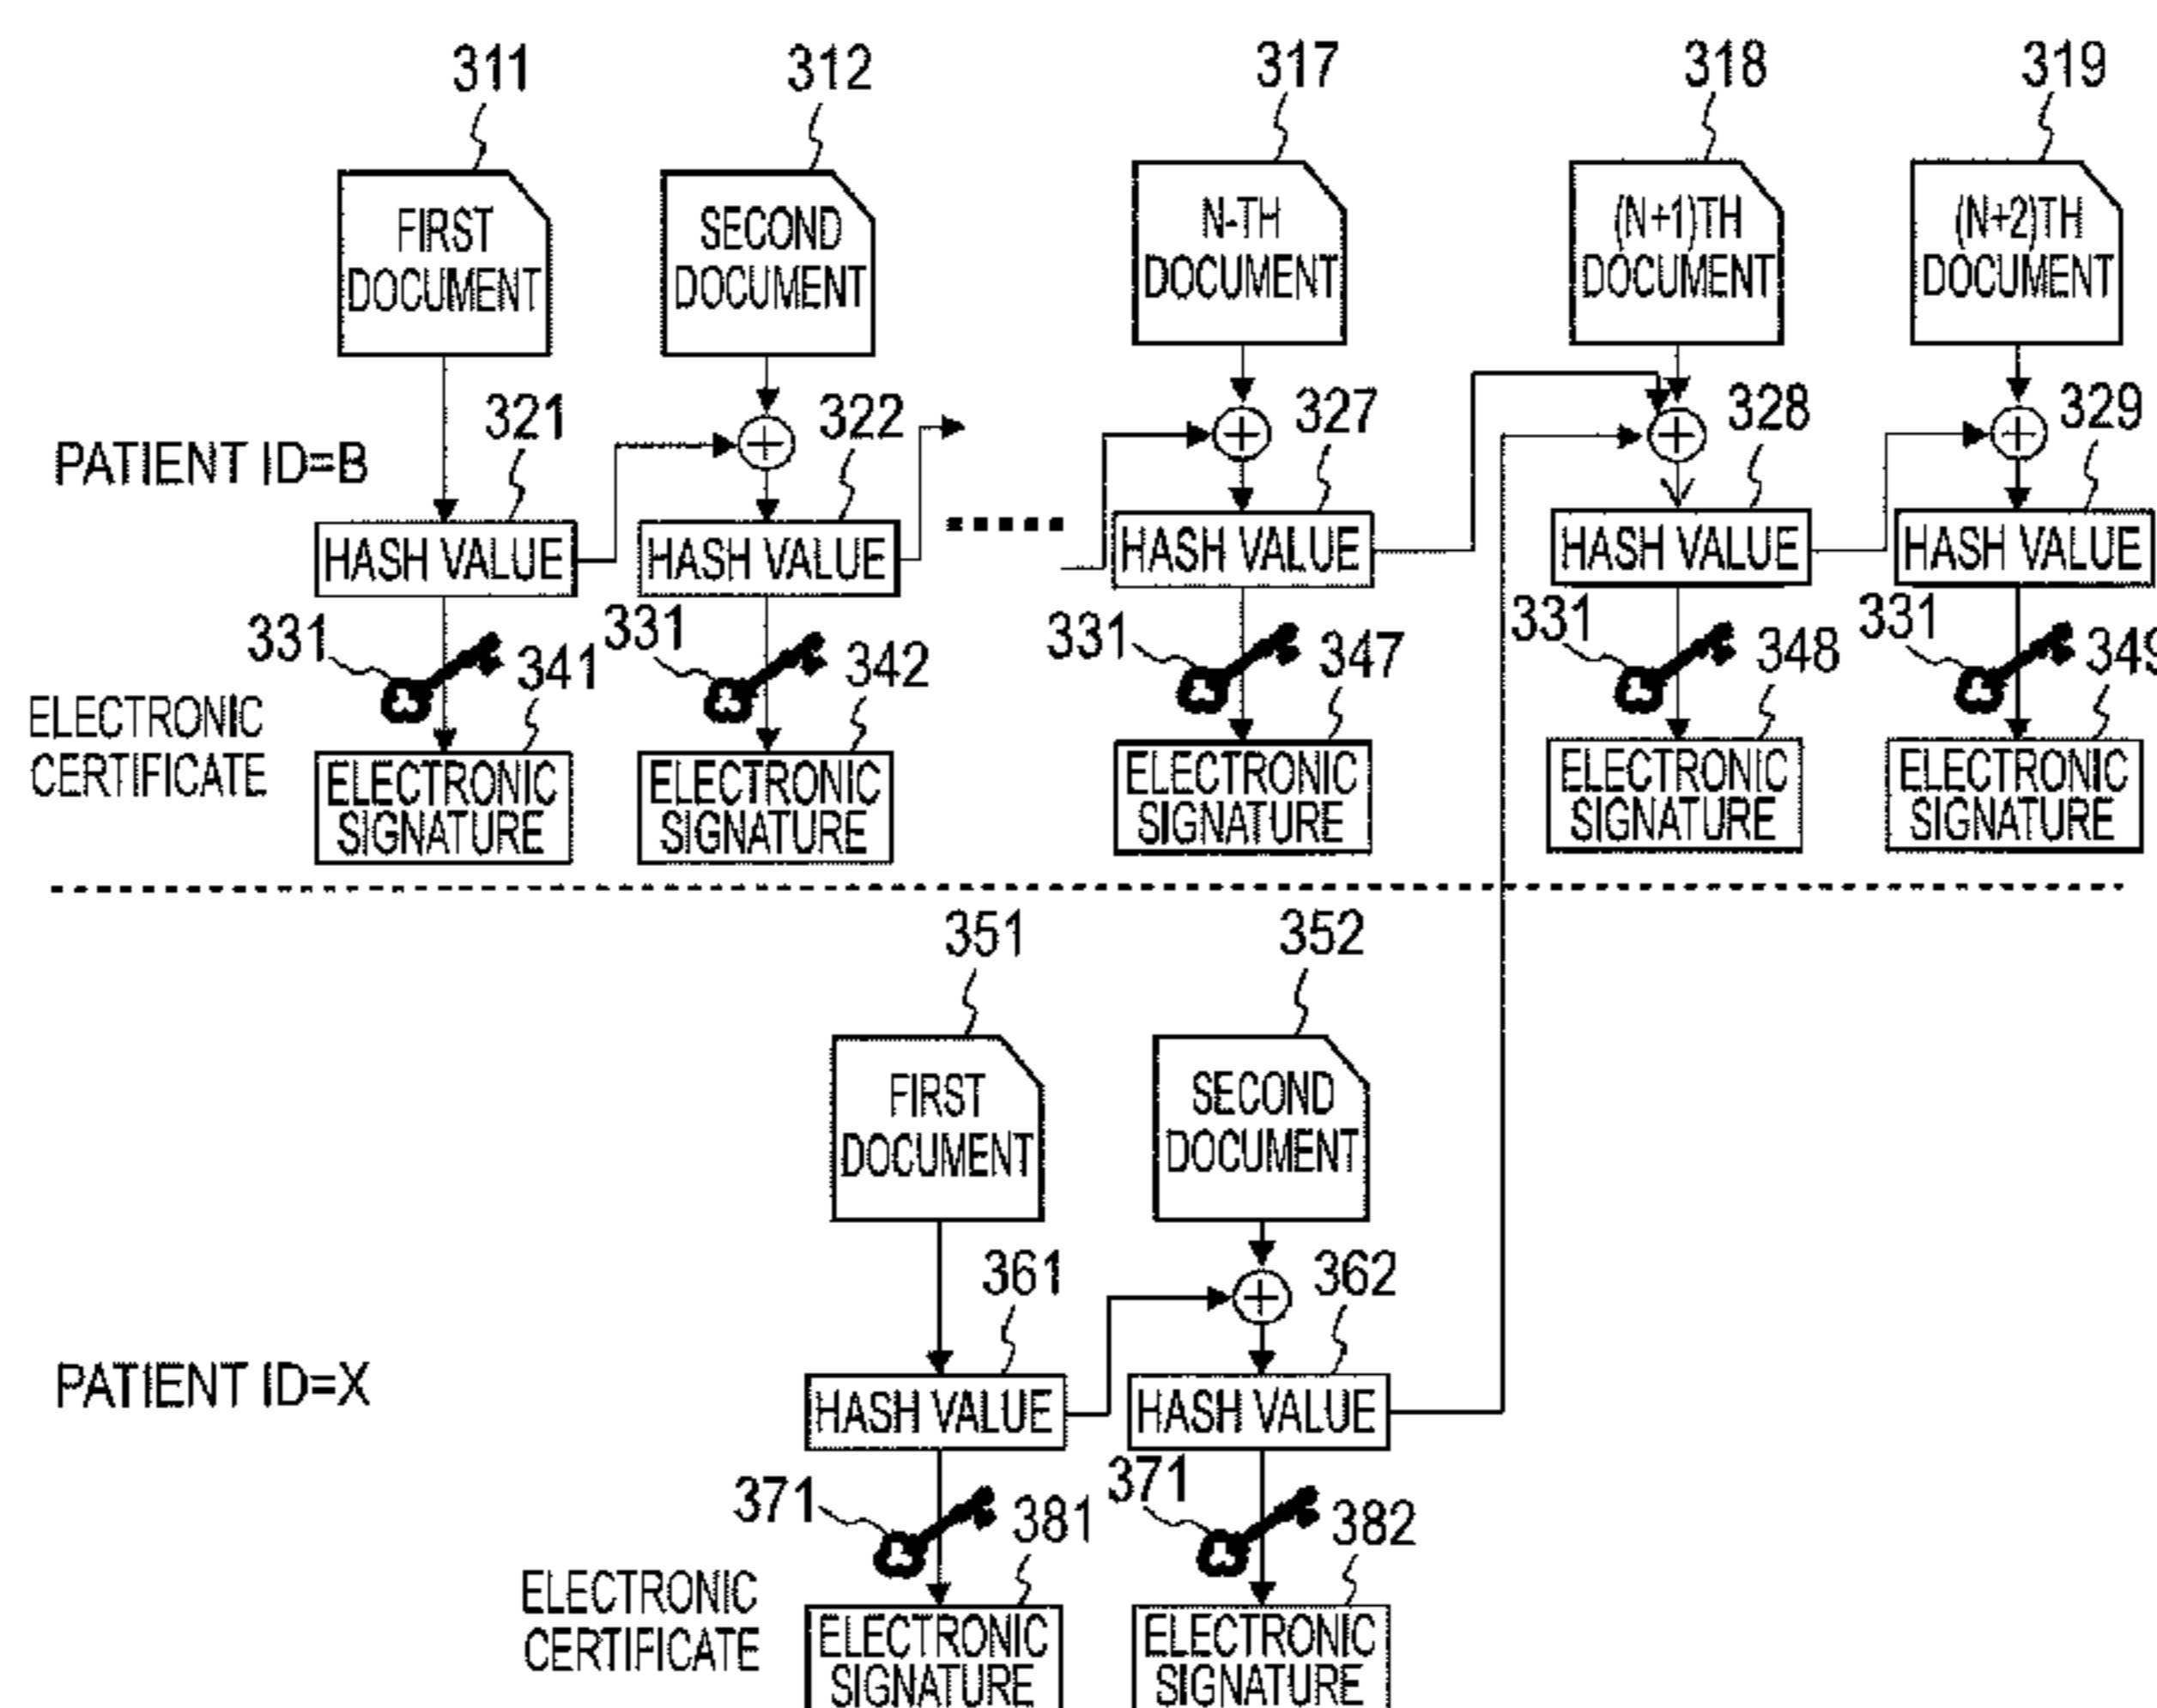 311
312
317
318
319
FIRST
DOCUMENT
SECOND
DOCUMENT
N-TH
DOCUMENT
(N+1)TH
DOCUMENT
(N+2)TH
DOCUMENT
PATIENT ID=B
321
322
327
328
329
HASH VALUE
HASH VALUE
HASH VALUE
HASH VALUE
HASH VALUE
331
341
331
342
331
347
331
348
331
349
ELECTRONIC
CERTIFICATE
ELECTRONIC
SIGNATURE
ELECTRONIC
SIGNATURE
ELECTRONIC
SIGNATURE
ELECTRONIC
SIGNATURE
ELECTRONIC
SIGNATURE
351
352
FIRST
DOCUMENT
SECOND
DOCUMENT
361
362
PATIENT ID=X
HASH VALUE
HASH VALUE
371
381
371
382
ELECTRONIC
CERTIFICATE
ELECTRONIC
SIGNATURE
ELECTRONIC
SIGNATURE